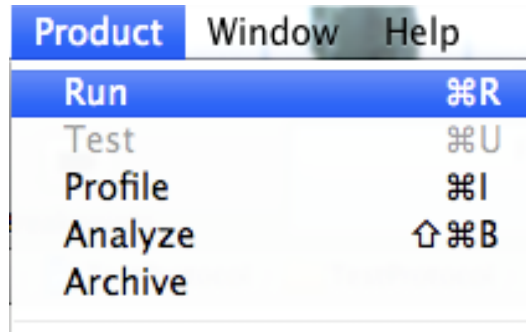 Product Window Help
Run ⌘R
Test ⌘U
Profile ⌘I
Analyze ⇧⌘B
Archive